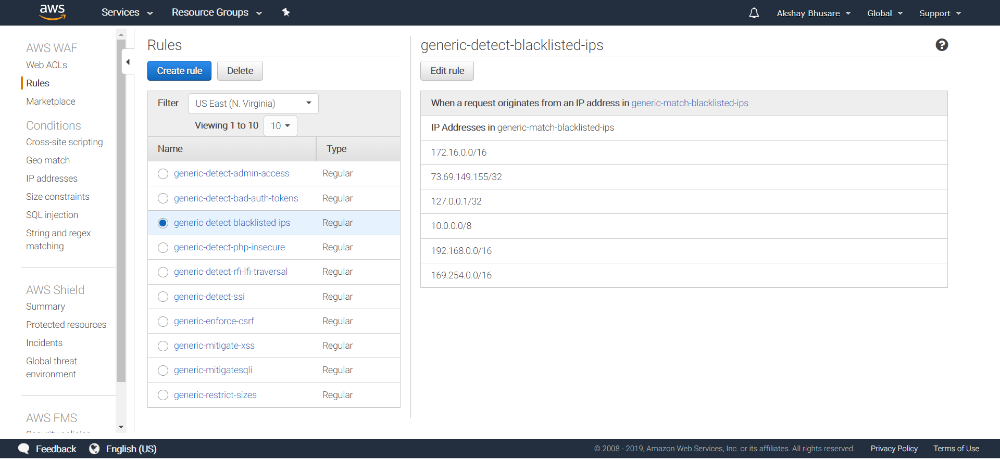 aws
Services
Resource Groups
Akshay Bhusare
Global
Support
AWS WAF
Web ACLs
Rules
Marketplace
Conditions
Cross-site scripting
Geo match
IP addresses
Size constraints
SQL injection
String and regex
matching
AWS Shield
Summary
Protected resources
Incidents
Global threat
environment
AWS FMS
Rules
Create rule
Delete
Filter
US East (N. Virginia)
Viewing 1 to 10
10
Name Type
generic-detect-admin-access Regular
generic-detect-bad-auth-tokens Regular
generic-detect-blacklisted-ips Regular
generic-detect-php-insecure Regular
generic-detect-rfi-lfi-traversal Regular
generic-detect-ssi Regular
generic-enforce-csrf Regular
generic-mitigate-xss Regular
generic-mitigatesqli Regular
generic-restrict-sizes Regular
generic-detect-blacklisted-ips
?
Edit rule
When a request originates from an IP address in generic-match-blacklisted-ips
IP Addresses in generic-match-blacklisted-ips
172.16.0.0/16
73.69.149.155/32
127.0.0.1/32
10.0.0.0/8
192.168.0.0/16
169.254.0.0/16
Feedback
English (US)
© 2008 - 2019, Amazon Web Services, Inc. or its affiliates. All rights reserved.
Privacy Policy
Terms of Use